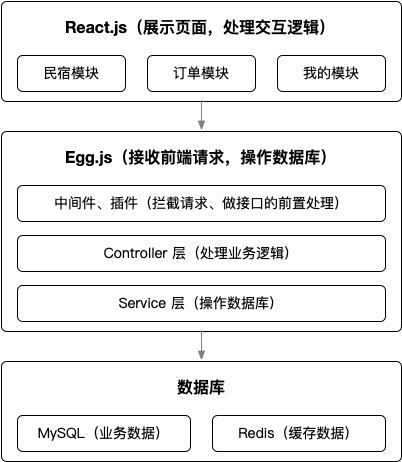 React.js（展示页面，处理交互逻辑）
民宿模块 订单模块 我的模块
Egg.js（接收前端请求，操作数据库）
中间件、插件（拦截请求、做接口的前置处理）
Controller 层（处理业务逻辑）
Service 层（操作数据库）
数据库
MySQL（业务数据） Redis（缓存数据）